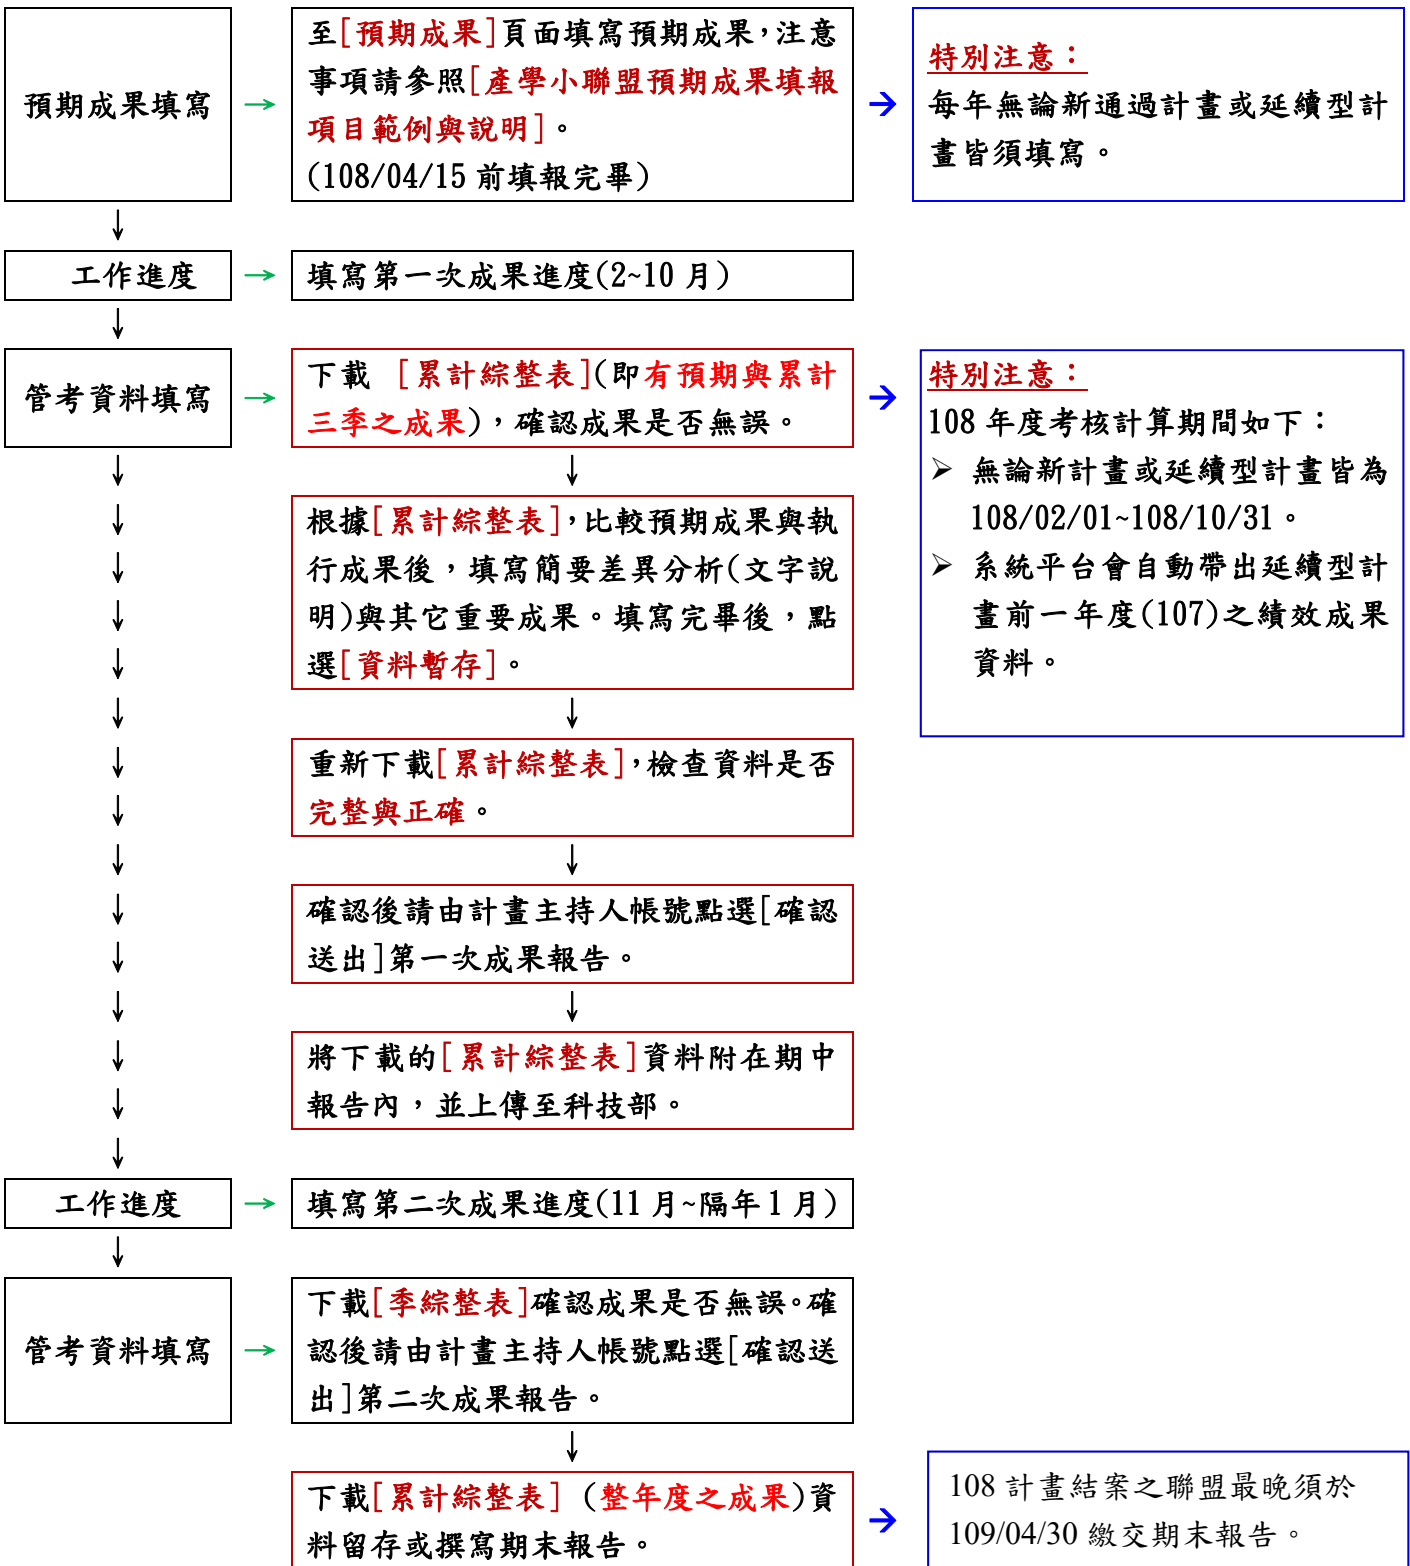 預期成果填寫
→
至[預期成果]頁面填寫預期成果，注意
事項請參照[產學小聯盟預期成果填報
項目範例與說明]。
(108/04/15 前填報完畢)
→
特別注意：
每年無論新通過計畫或延續型計
畫皆須填寫。
工作進度
→
填寫第一次成果進度(2~10 月)
管考資料填寫
→
下載 [累計綜整表](即有預期與累計
三季之成果)，確認成果是否無誤。
→
特別注意：
108 年度考核計算期間如下：
➢ 無論新計畫或延續型計畫皆為
108/02/01~108/10/31。
➢ 系統平台會自動帶出延續型計
畫前一年度(107)之績效成果
資料。
根據[累計綜整表]，比較預期成果與執
行成果後，填寫簡要差異分析(文字說
明)與其它重要成果。填寫完畢後，點
選[資料暫存]。
重新下載[累計綜整表]，檢查資料是否
完整與正確。
確認後請由計畫主持人帳號點選[確認
送出]第一次成果報告。
將下載的[累計綜整表]資料附在期中
報告內，並上傳至科技部。
工作進度
→
填寫第二次成果進度(11 月~隔年 1 月)
管考資料填寫
→
下載[季綜整表]確認成果是否無誤。確
認後請由計畫主持人帳號點選[確認送
出]第二次成果報告。
下載[累計綜整表] (整年度之成果)資
料留存或撰寫期末報告。
→
108 計畫結案之聯盟最晚須於
109/04/30 繳交期末報告。